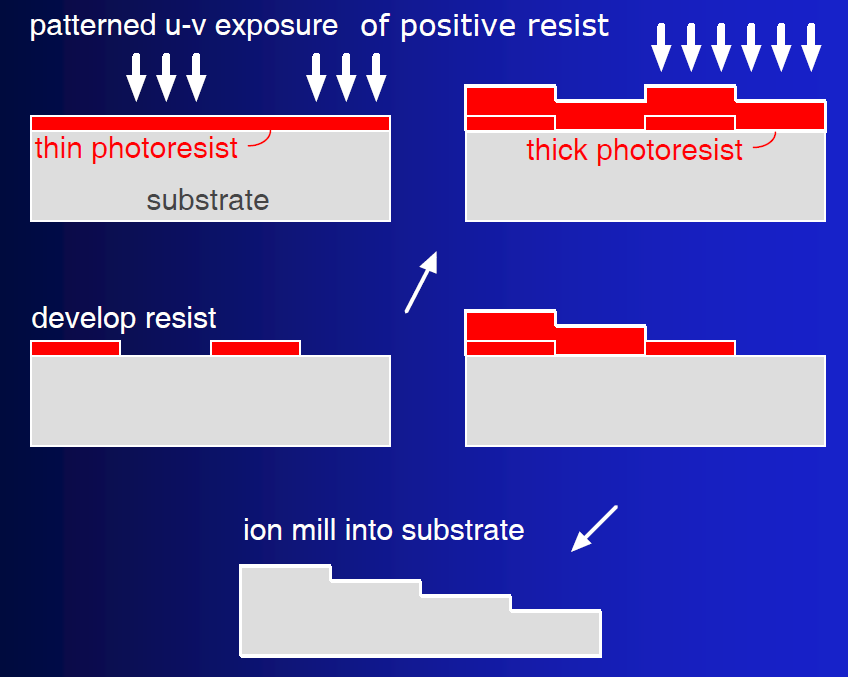 patterned u-v exposure of positive resist
thin photoresist
substrate
thick photoresist
develop resist
ion mill into substrate